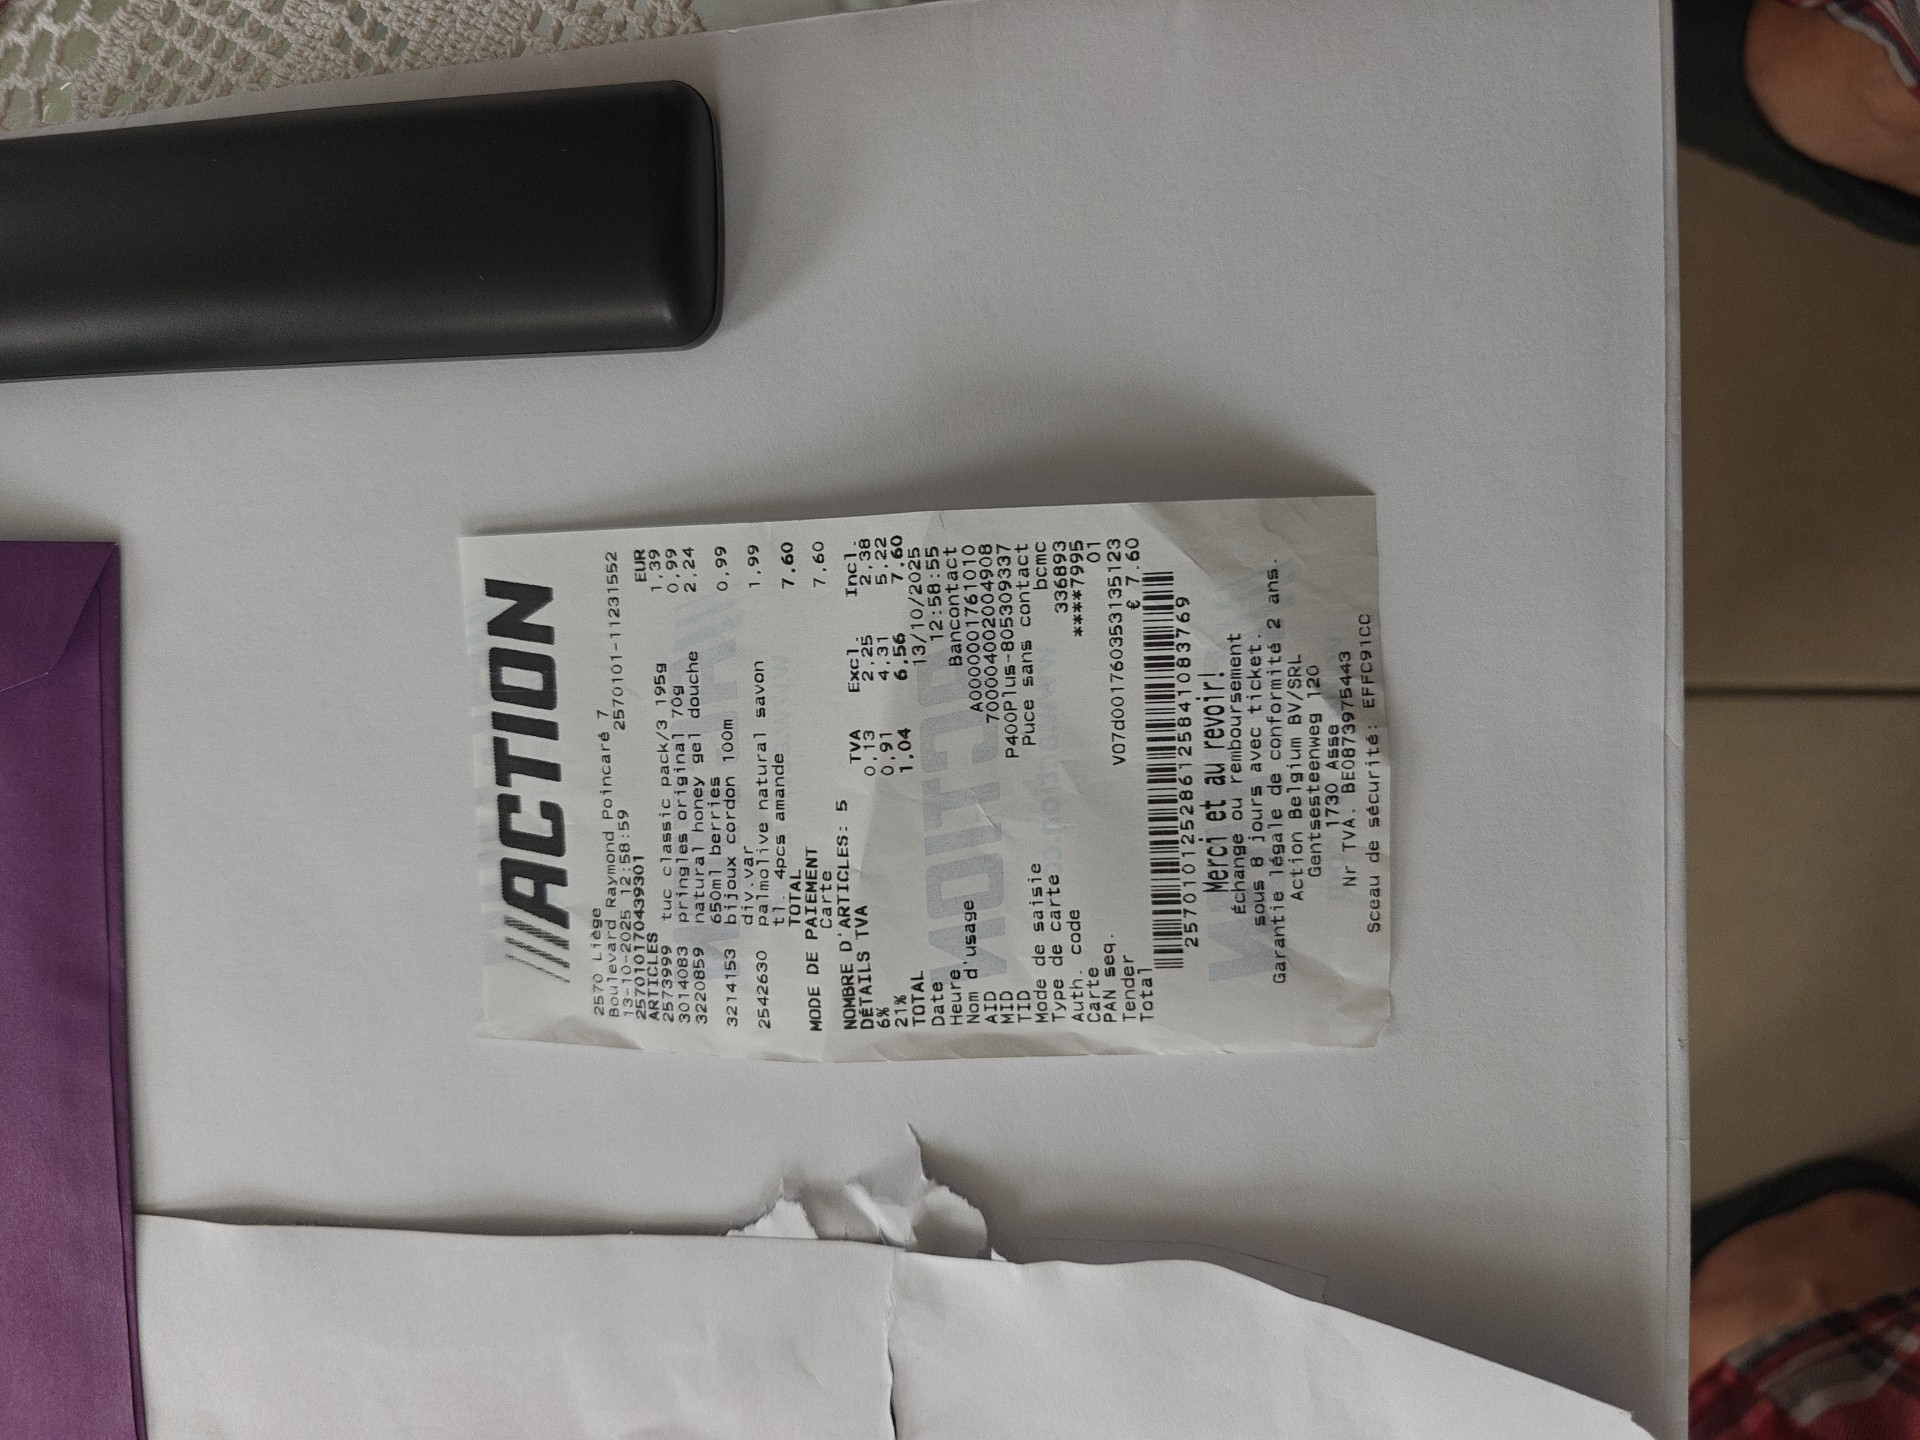 ACTION
2570 Liège
Boulevard Raymond Poincaré 7
13-10-2025 12:58:59 2570101-11231552
257010170439301
ARTICLES EUR
2573999 tuc classic pack/3 195g 1,39
3014083 pringles original 70g 0,99
3220859 natural honey gel douche 2,24
650ml berries
3214153 bijoux cordon 100m 0,99
div.var
2542630 palmolive natural savon 1,99
tl. 4pcs amande
TOTAL 7,60
MODE DE PAIEMENT
Carte 7,60
NOMBRE D'ARTICLES: 5
DÉTAILS TVA TVA Excl. Incl.
6% 0,13 2,25 2,38
21% 0,91 4,31 5,22
TOTAL 1,04 6,56 7,60
Date 13/10/2025
Heure 12:58:55
Nom d'usage Bancontact
AID A0000001761010
MID 700004002004908
TID P400Plus-805309337
Mode de saisie Puce sans contact
Type de carte bcmc
Auth. code 336893
Carte ****7995
PAN seq. 01
Tender V07d001760353135123
Total € 7.60
257010125286125841083769
Merci et au revoir!
Échange ou remboursement
sous 8 jours avec ticket.
Garantie légale de conformité 2 ans.
Action Belgium BV/SRL
Gentsesteenweg 120
1730 Asse
Nr TVA. BE0873975443
Sceau de sécurité: EFFC91CC